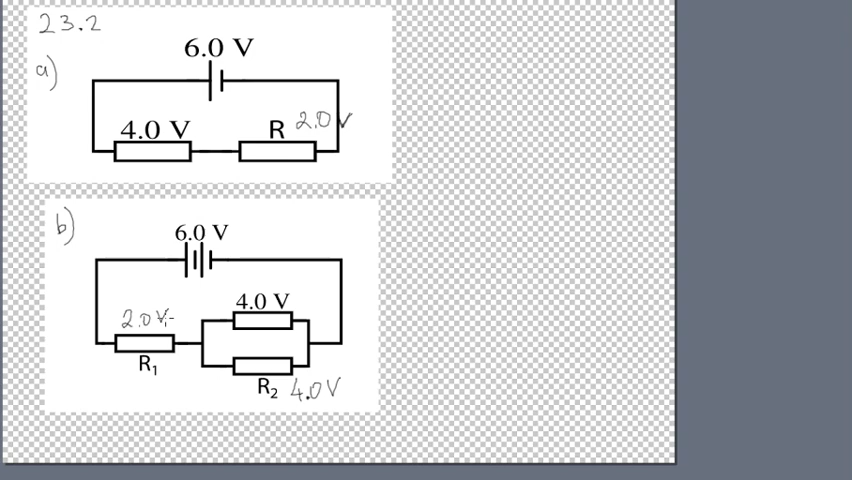 23.2
a)
6.0 V
4.0 V
R 2.0 V
b)
6.0 V
4.0 V
2.0 V
R₁
R₂ 4.0 V